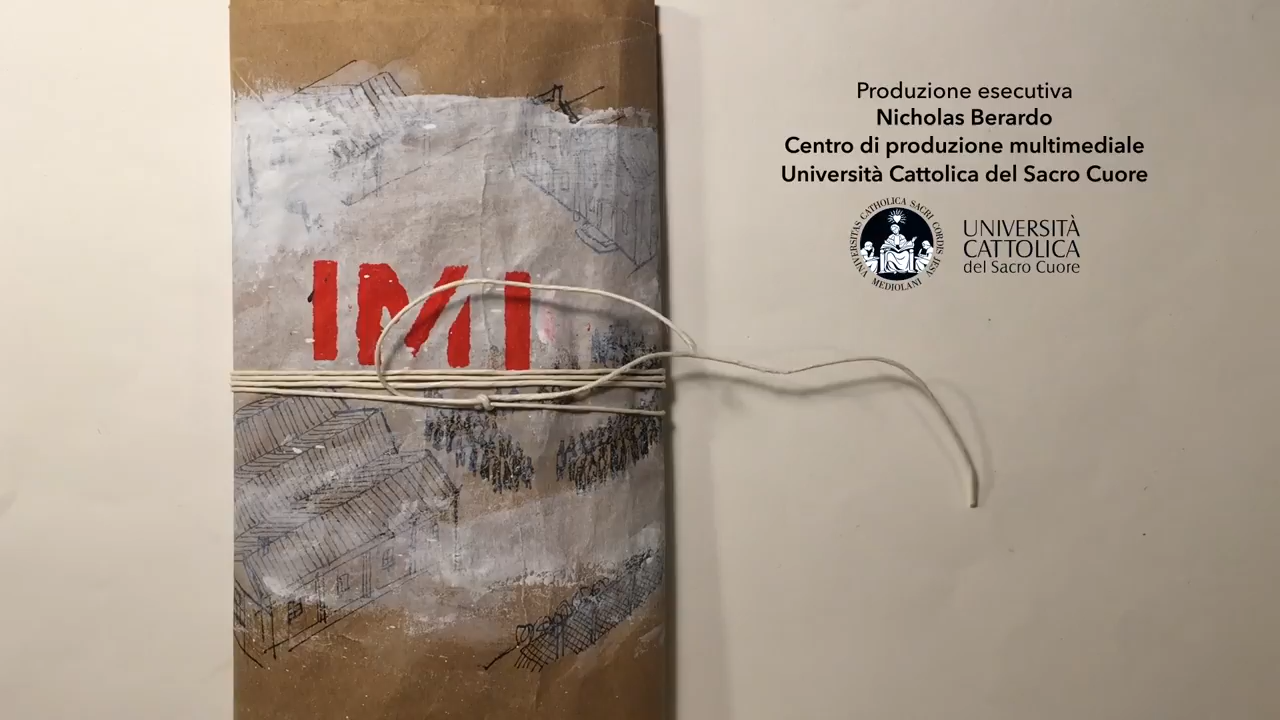 Produzione esecutiva
Nicholas Berardo
Centro di produzione multimediale
Università Cattolica del Sacro Cuore
UNIVERSITAS CATHOLICA SACRI CORDIS IESV
MEDIOLANI
UNIVERSITÀ
CATTOLICA
del Sacro Cuore
IMI